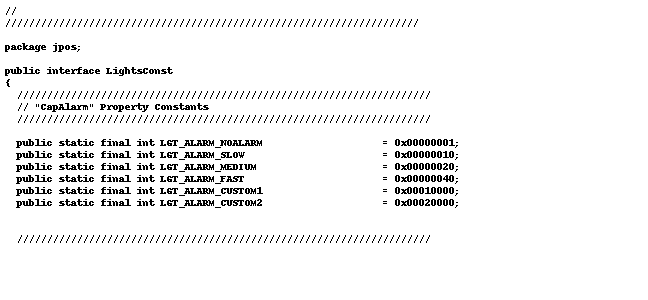 //
//////////////////////////////////////////////////////////////////////
package jpos;
public interface LightsConst
{
//////////////////////////////////////////////////////////////////////
// "CapAlarm" Property Constants
//////////////////////////////////////////////////////////////////////
public static final int LGT_ALARM_NOALARM = 0x00000001;
public static final int LGT_ALARM_SLOW = 0x00000010;
public static final int LGT_ALARM_MEDIUM = 0x00000020;
public static final int LGT_ALARM_FAST = 0x00000040;
public static final int LGT_ALARM_CUSTOM1 = 0x00010000;
public static final int LGT_ALARM_CUSTOM2 = 0x00020000;
//////////////////////////////////////////////////////////////////////